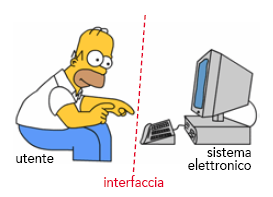 utente
sistema
elettronico
interfaccia